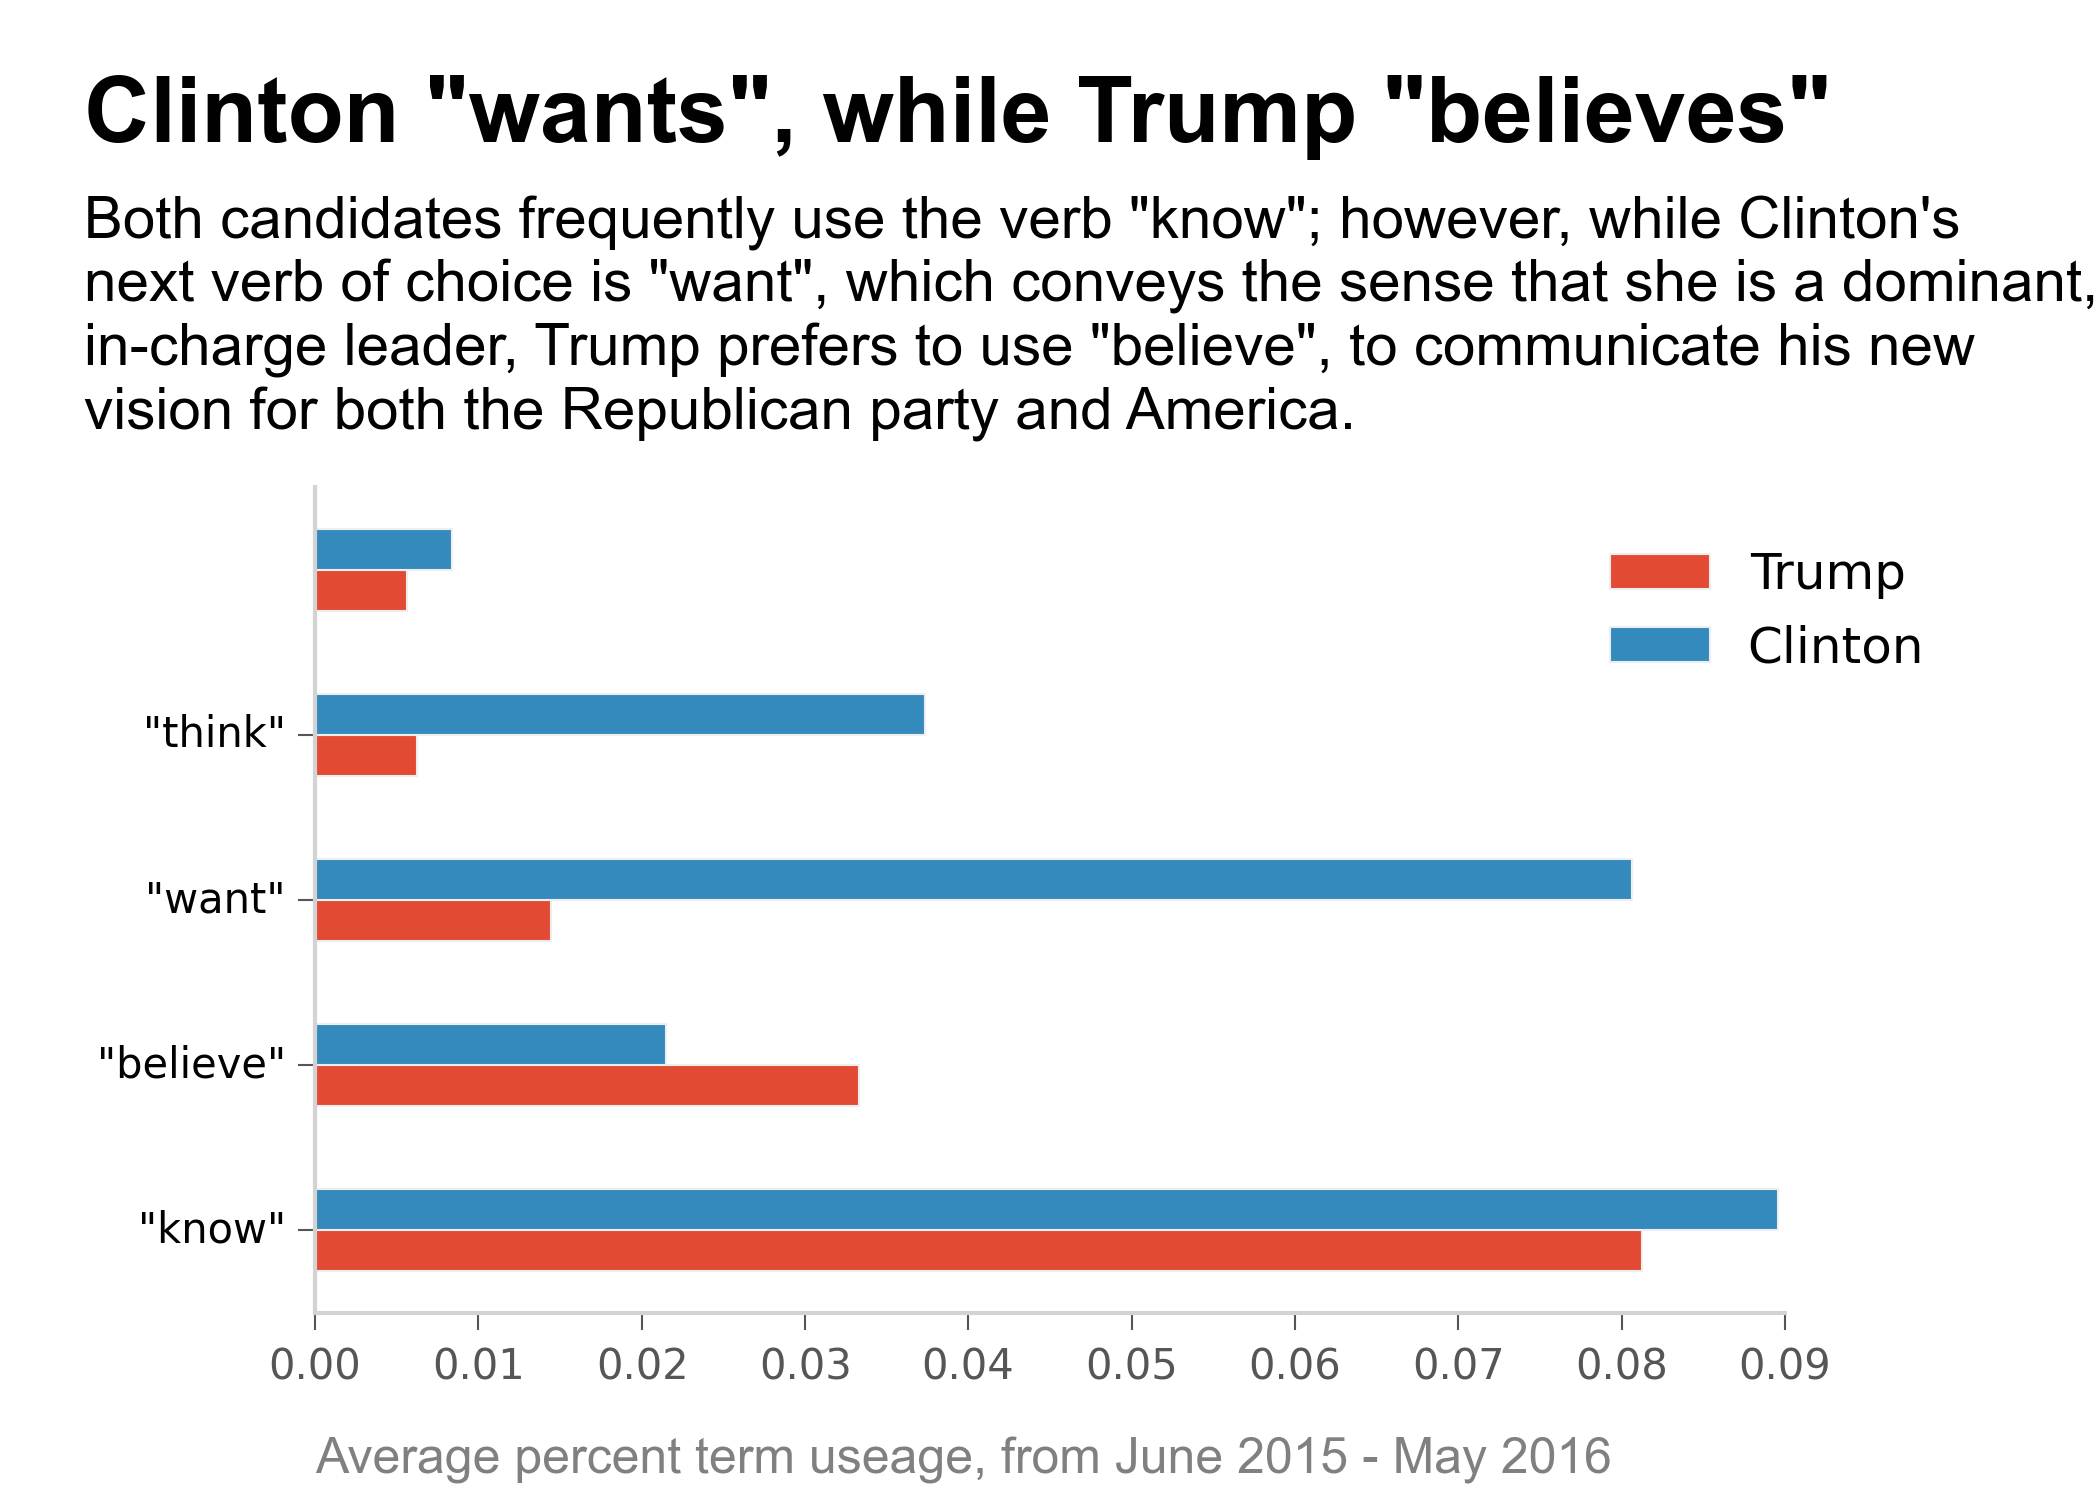 Clinton "wants", while Trump "believes"
Both candidates frequently use the verb "know"; however, while Clinton's
next verb of choice is "want", which conveys the sense that she is a dominant,
in-charge leader, Trump prefers to use "believe", to communicate his new
vision for both the Republican party and America.
Trump
Clinton
"think"
"want"
"believe"
"know"
0.00 0.01 0.02 0.03 0.04 0.05 0.06 0.07 0.08 0.09
Average percent term useage, from June 2015 - May 2016